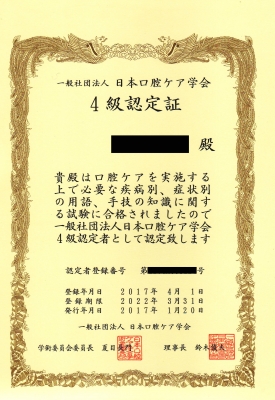 一般社団法人 日本口腔ケア学会
4級認定証
殿
貴殿は口腔ケアを実施する
上で必要な疾病別、症状別
の用語、手技の知識に関す
る試験に合格されましたので
一般社団法人日本口腔ケア学会
4級認定者として認定致します
認定者登録番号 第 号
登録年月日 2017年 4月 1日
登録期限 2022年 3月31日
発行年月日 2017年 1月20日
一般社団法人 日本口腔ケア学会
学術委員会委員長 夏目長門 理事長 鈴木